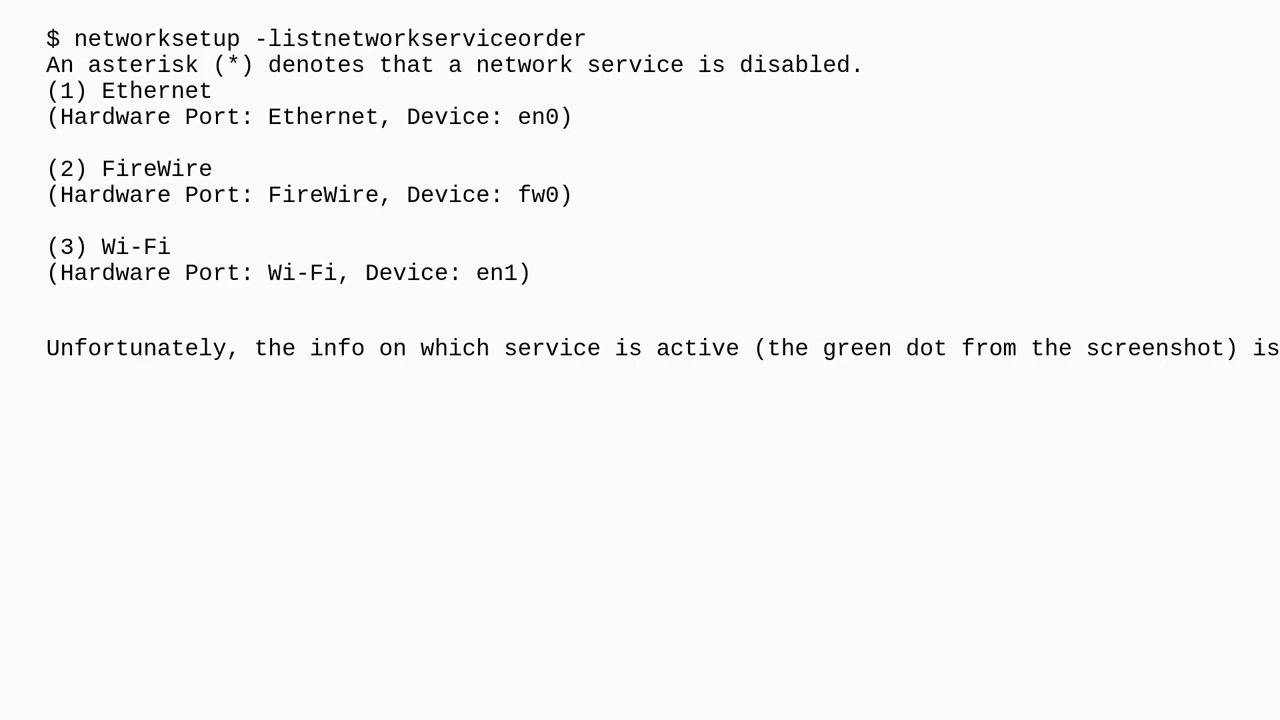 $ networksetup -listnetworkserviceorder
An asterisk (*) denotes that a network service is disabled.
(1) Ethernet
(Hardware Port: Ethernet, Device: en0)
(2) FireWire
(Hardware Port: FireWire, Device: fw0)
(3) Wi-Fi
(Hardware Port: Wi-Fi, Device: en1)
Unfortunately, the info on which service is active (the green dot from the screenshot) is